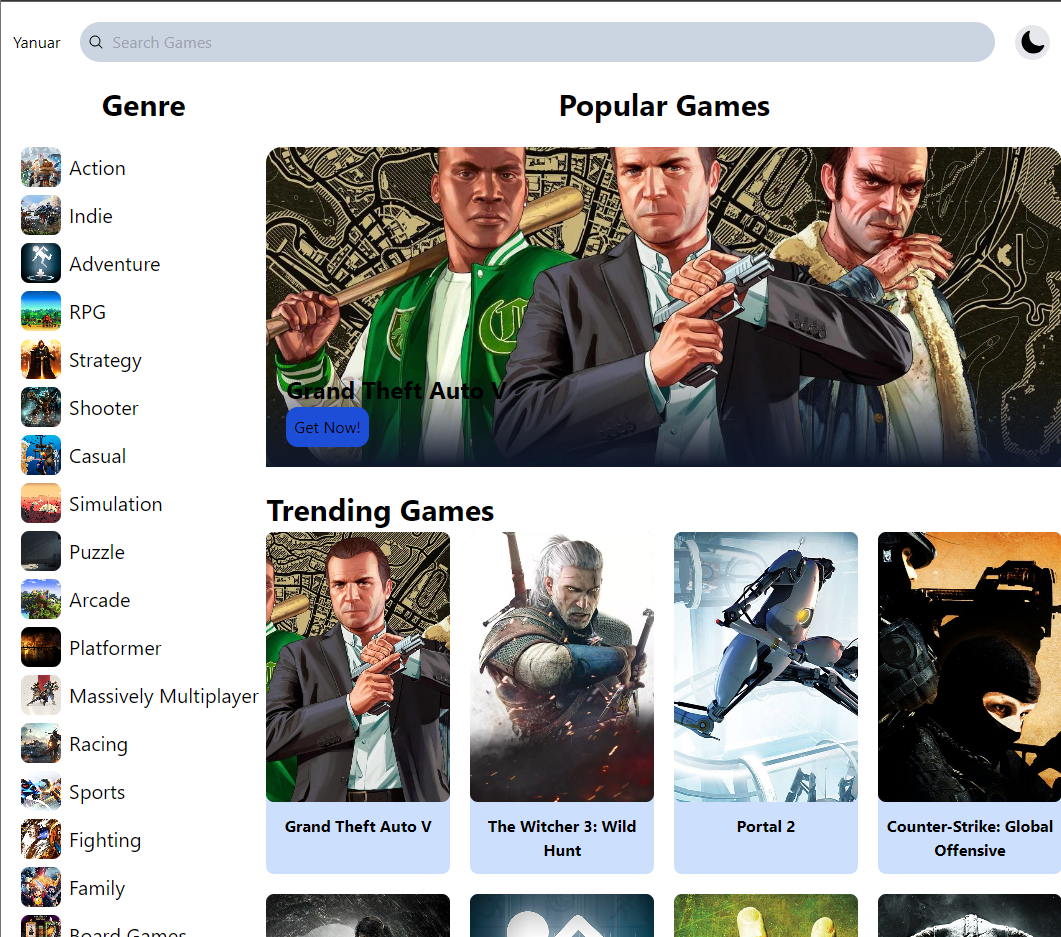 Yanuar
Search Games
Genre
Popular Games
Action
Indie
Adventure
RPG
Strategy
Shooter
Casual
Simulation
Puzzle
Arcade
Platformer
Massively Multiplayer
Racing
Sports
Fighting
Family
Board Games
Grand Theft Auto V
Get Now!
Trending Games
Grand Theft Auto V
The Witcher 3: Wild
Hunt
Portal 2
Counter-Strike: Global
Offensive